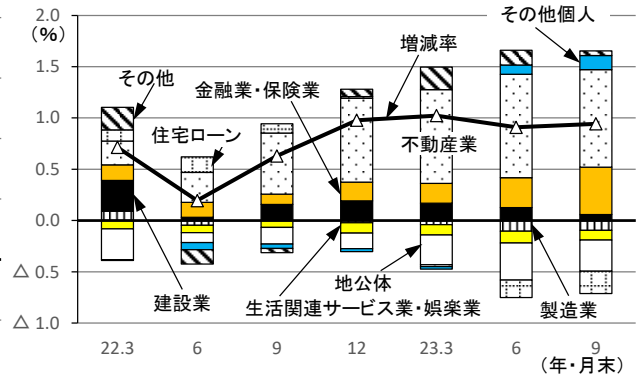 2.0
(%)
1.5
1.0
0.5
0.0
△ 0.5
△ 1.0
その他個人
増減率
その他
金融業・保険業
住宅ローン
不動産業
建設業
地公体
生活関連サービス業・娯楽業
製造業
22.3 6 9 12 23.3 6 9
(年・月末)